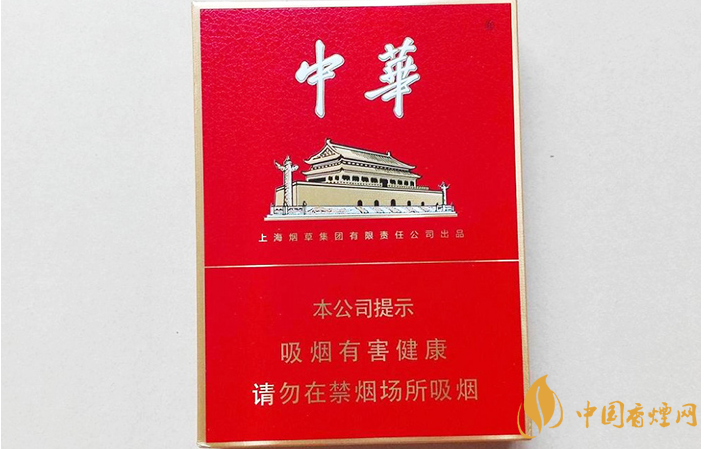 中華
上海烟草集团有限责任公司出品
本公司提示
吸烟有害健康
请勿在禁烟场所吸烟
中国香煙网